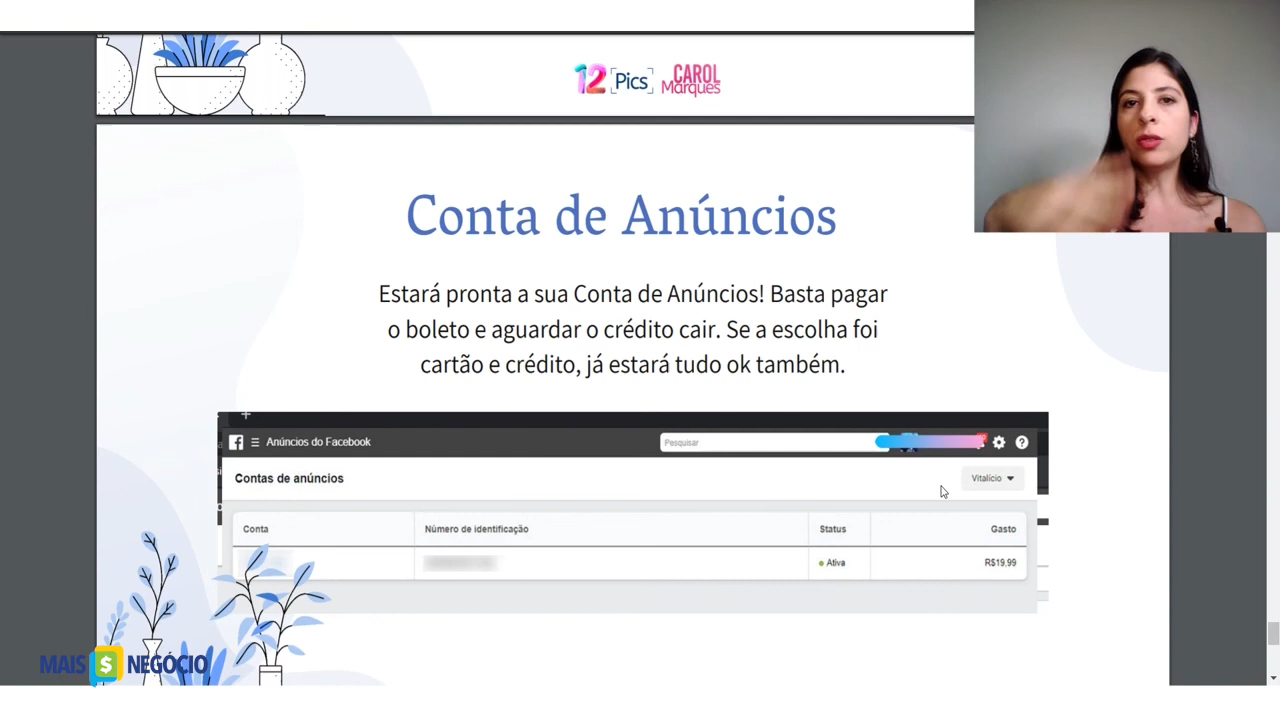 12 Pics CAROL Marques
Conta de Anúncios
Estará pronta a sua Conta de Anúncios! Basta pagar
o boleto e aguardar o crédito cair. Se a escolha foi
cartão e crédito, já estará tudo ok também.
Anúncios do Facebook
Pesquisar
Contas de anúncios
Vitalício
Conta
Número de identificação
Status
Gasto
Ativa
R$19,99
MAIS $ NEGÓCIO